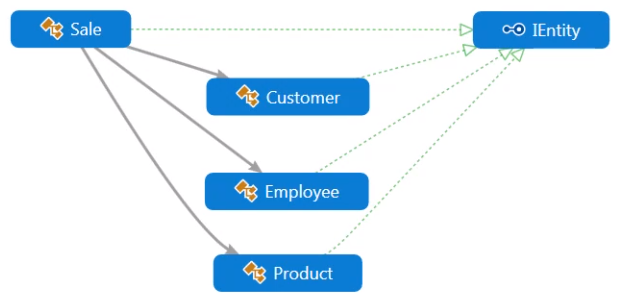 Sale
IEntity
Customer
Employee
Product